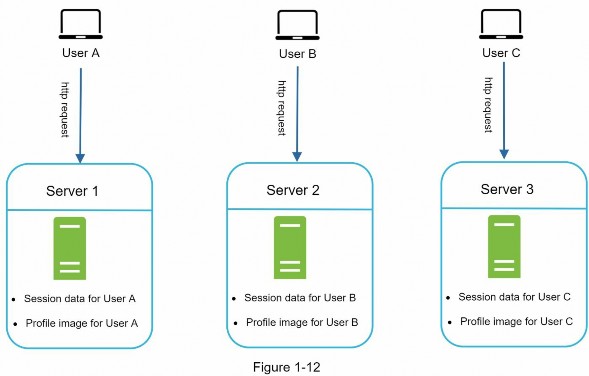 User A
User B
User C
http request
http request
http request
Server 1
Server 2
Server 3
• Session data for User A
• Profile image for User A
• Session data for User B
• Profile image for User B
• Session data for User C
• Profile image for User C
Figure 1-12